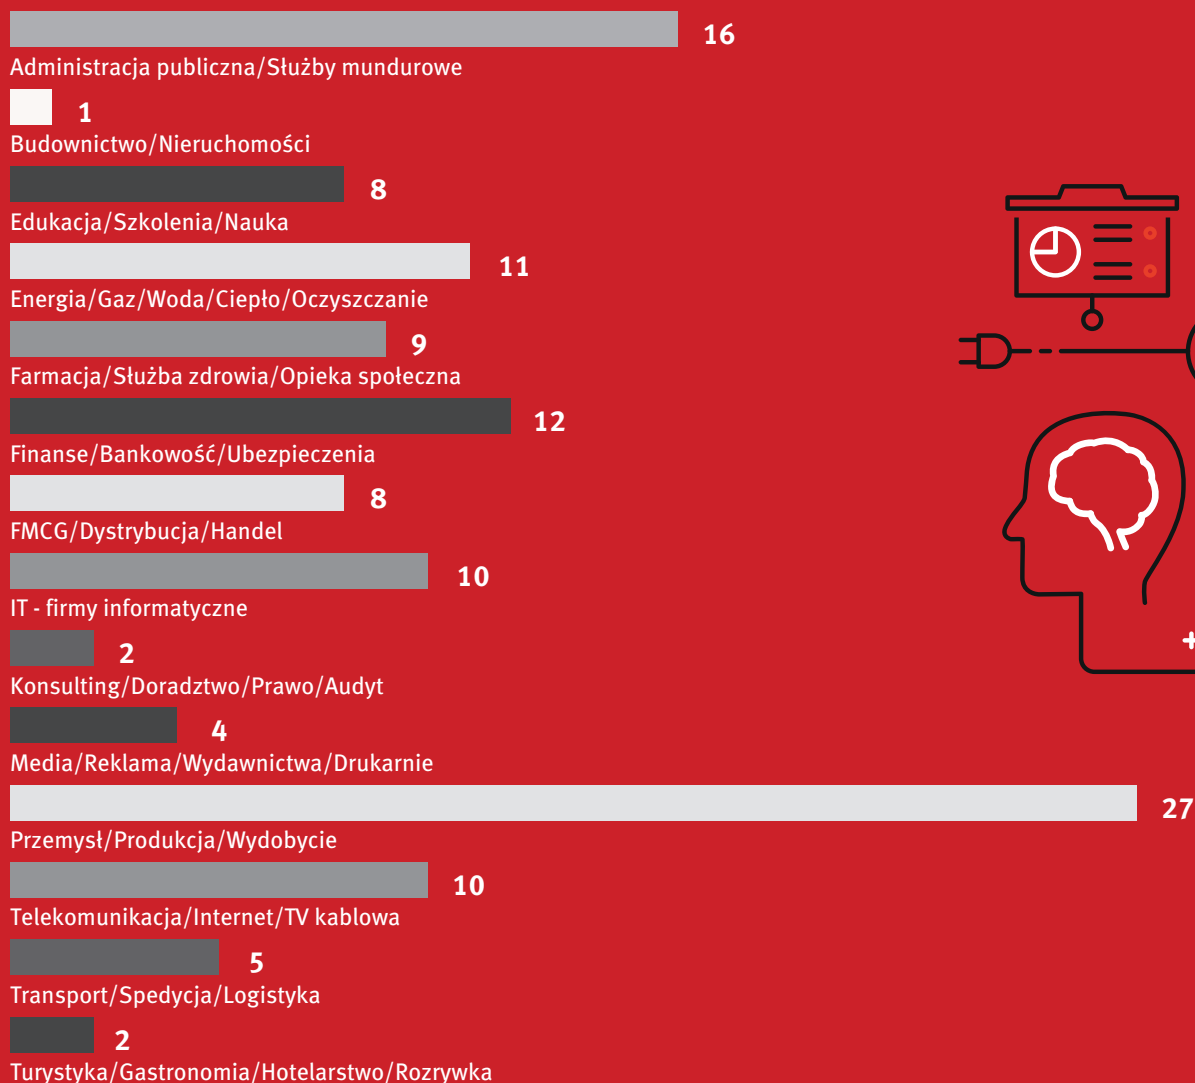 16
Administracja publiczna/Służby mundurowe
1
Budownictwo/Nieruchomości
8
Edukacja/Szkolenia/Nauka
11
Energia/Gaz/Woda/Ciepło/Oczyszczanie
9
Farmacja/Służba zdrowia/Opieka społeczna
12
Finanse/Bankowość/Ubezpieczenia
8
FMCG/Dystrybucja/Handel
10
IT - firmy informatyczne
2
Konsulting/Doradztwo/Prawo/Audyt
4
Media/Reklama/Wydawnictwa/Drukarnie
27
Przemysł/Produkcja/Wydobycie
10
Telekomunikacja/Internet/TV kablowa
5
Transport/Spedycja/Logistyka
2
Turystyka/Gastronomia/Hotelarstwo/Rozrywka